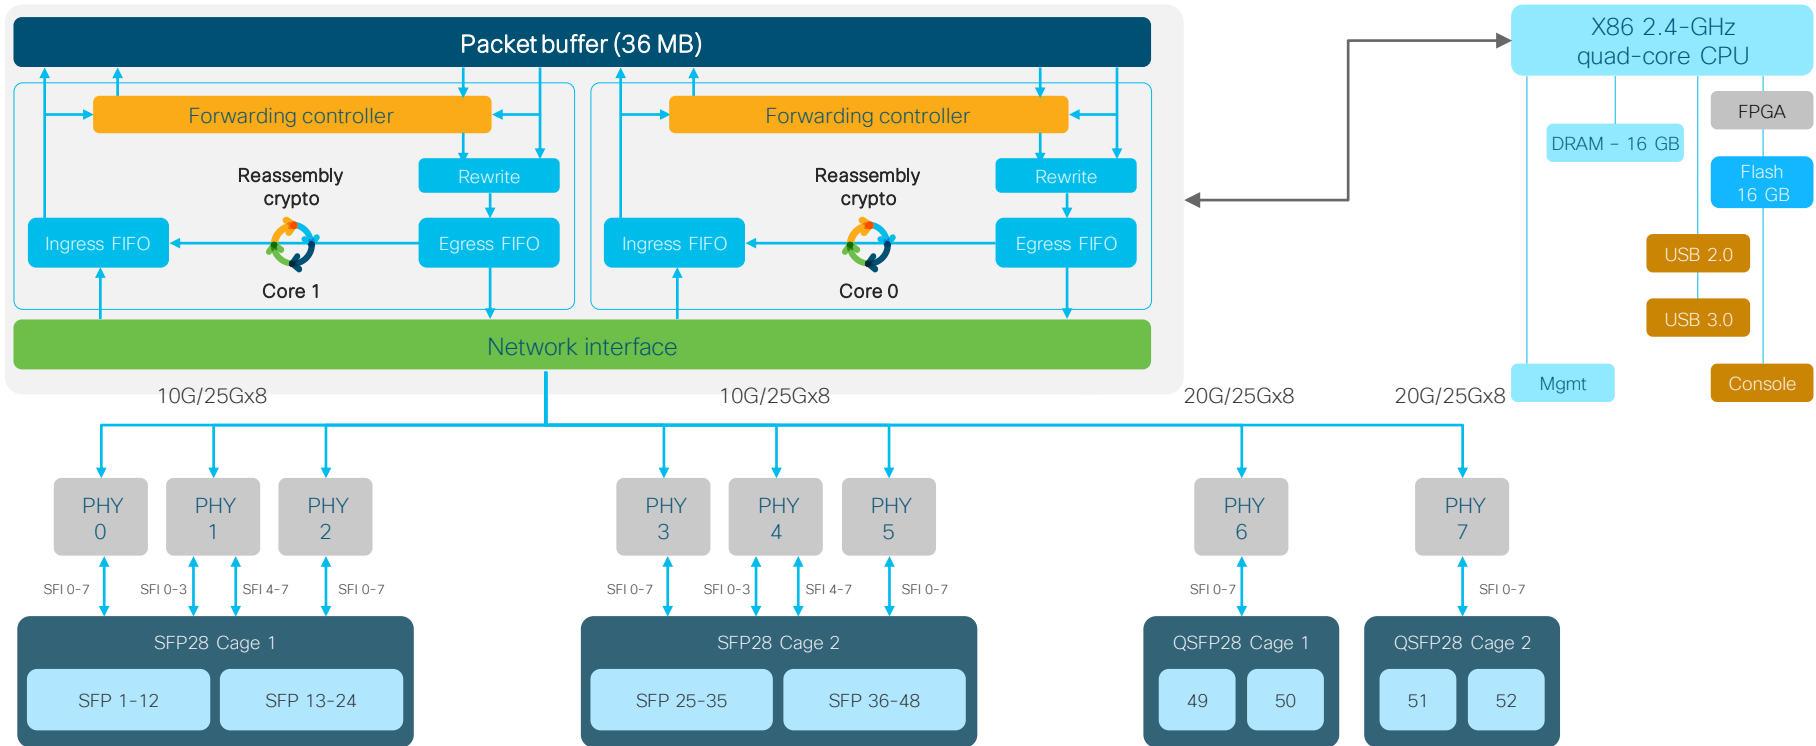 Packet buffer (36 MB)
Forwarding controller
Forwarding controller
Reassembly
crypto
Rewrite
Reassembly
crypto
Rewrite
Ingress FIFO
Egress FIFO
Ingress FIFO
Egress FIFO
Core 1
Core 0
Network interface
X86 2.4-GHz
quad-core CPU
FPGA
DRAM - 16 GB
Flash
16 GB
USB 2.0
USB 3.0
Mgmt
Console
10G/25Gx8
10G/25Gx8
20G/25Gx8
20G/25Gx8
PHY
0
PHY
1
PHY
2
PHY
3
PHY
4
PHY
5
PHY
6
PHY
7
SFI 0-7
SFI 0-3
SFI 4-7
SFI 0-7
SFI 0-7
SFI 0-3
SFI 4-7
SFI 0-7
SFI 0-7
SFI 0-7
SFP28 Cage 1
SFP 1-12
SFP 13-24
SFP28 Cage 2
SFP 25-35
SFP 36-48
QSFP28 Cage 1
49
50
QSFP28 Cage 2
51
52